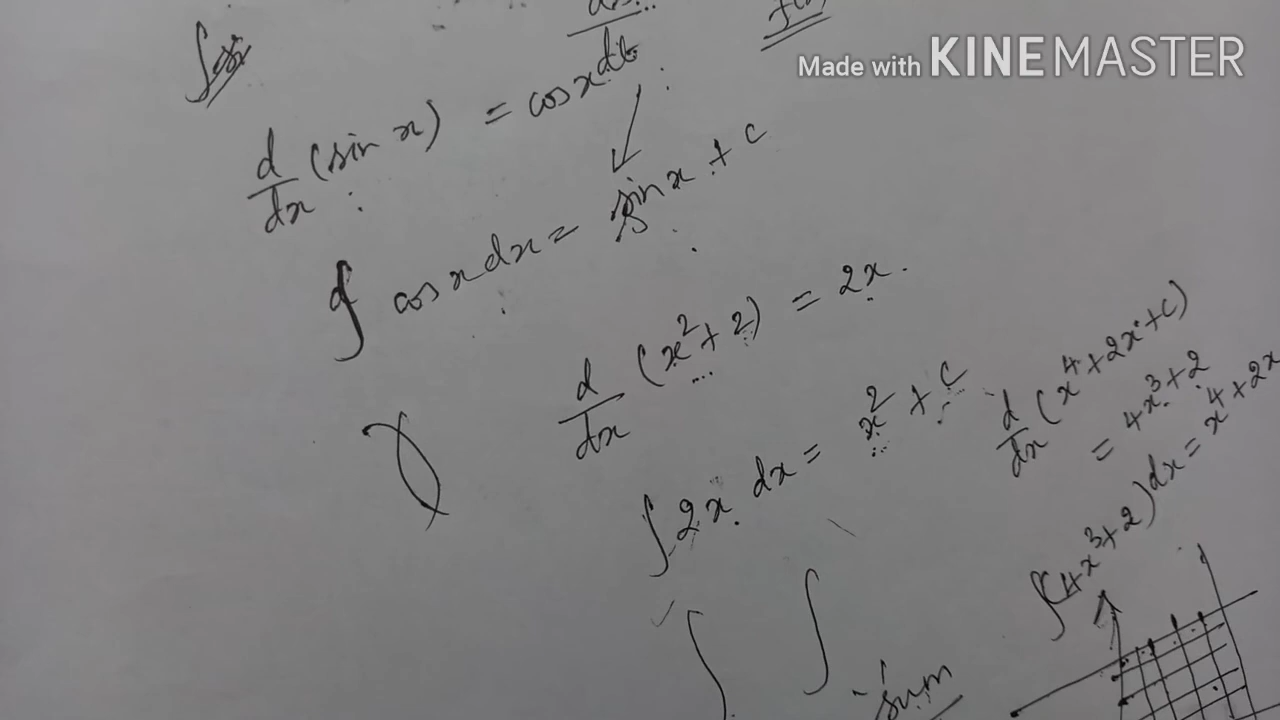 Made with KINEMASTER
d/dx (sin x) = cos x
∫ cos x dx = sin x + c
d/dx (x² + 2) = 2x.
∫ 2x dx = x² + c
d/dx (x⁴ + 2x + c)
= 4x³ + 2
∫(4x³ + 2) dx = x⁴ + 2x
∫ ∫
sum